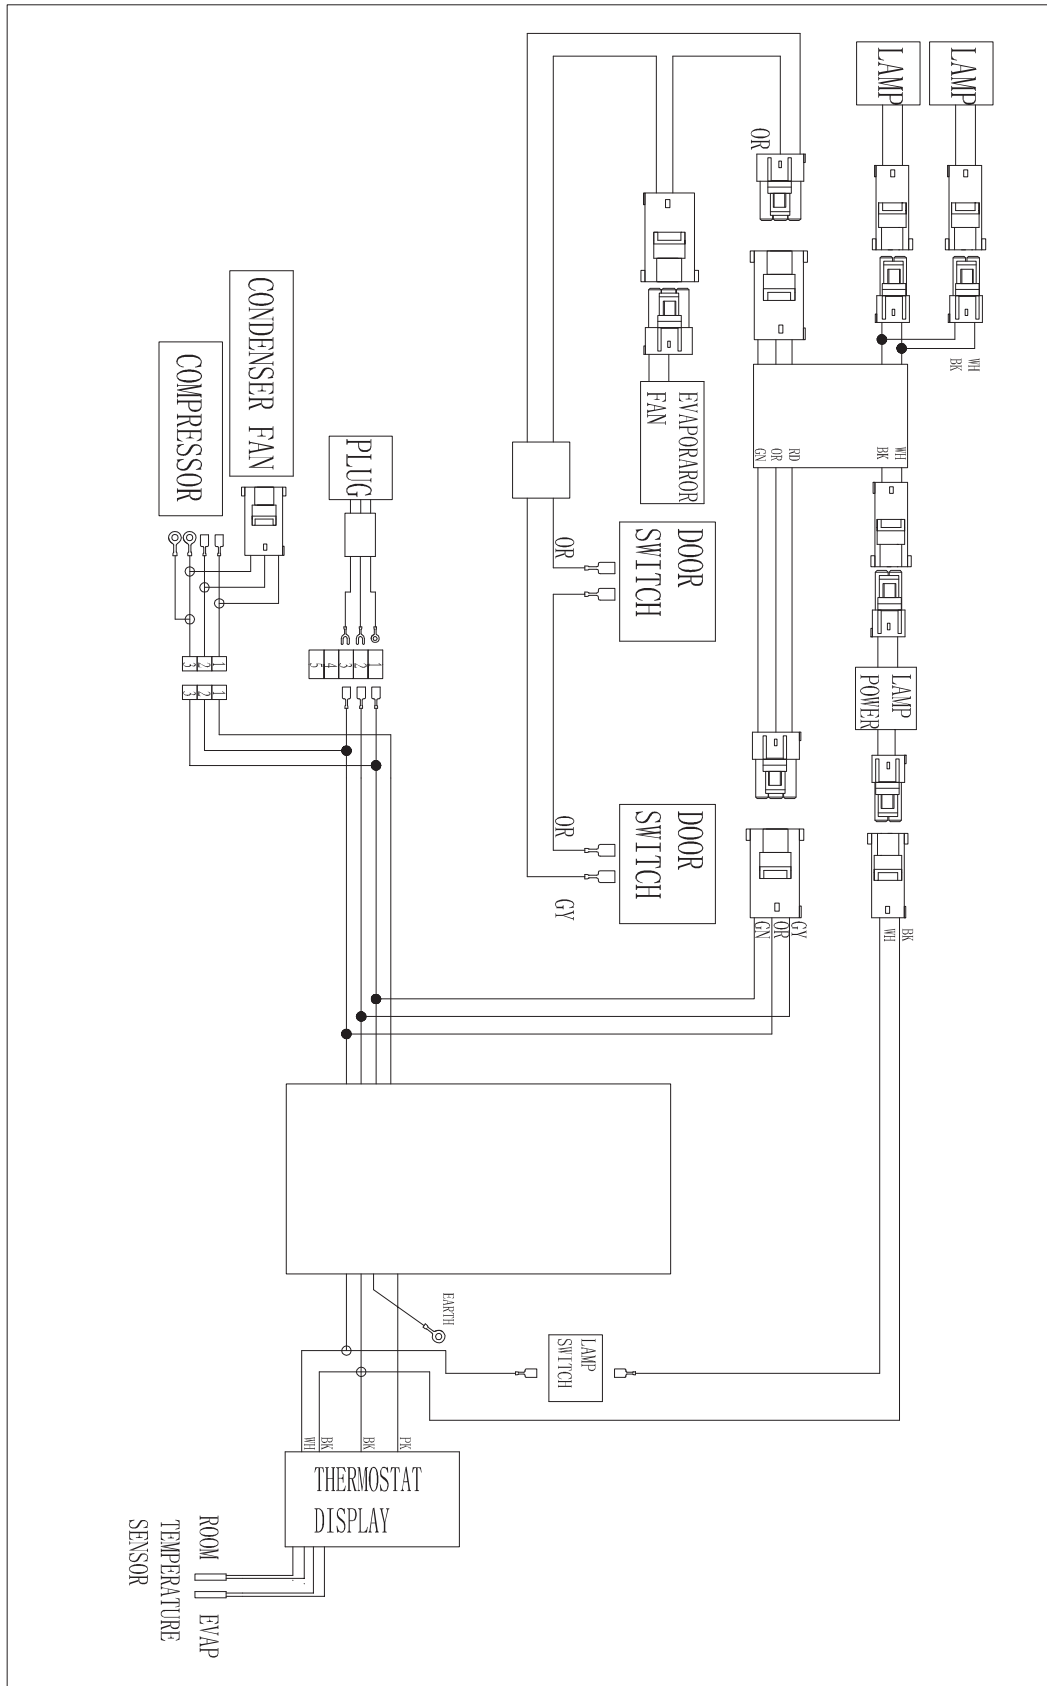 LAMP
LAMP
OR
WH
BK
CONDENSER FAN
COMPRESSOR
PLUG
EVAPORAROR
FAN
WH
BK
RD
OR
GN
DOOR
SWITCH
OR
LAMP
POWER
1
2
3
4
5
1
2
3
1
2
3
DOOR
SWITCH
OR
GY
GY
OR
GN
BK
WH
EARTH
LAMP
SWITCH
WH
BK
BK
PK
THERMOSTAT
DISPLAY
ROOM
EVAP
TEMPERATURE
SENSOR